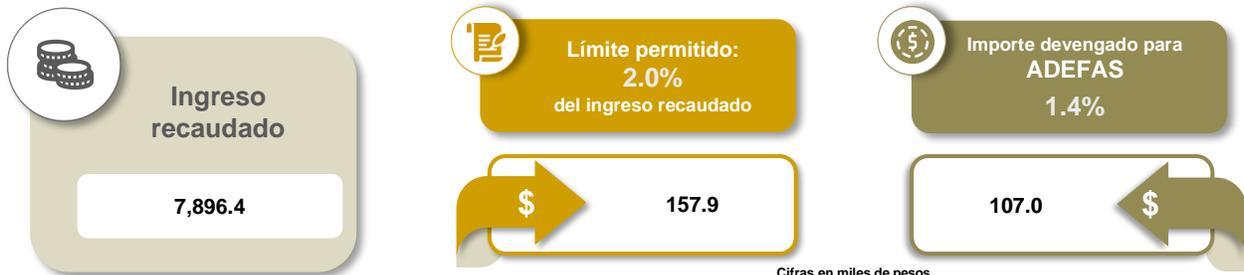 Ingreso
recaudado
7,896.4
Límite permitido:
2.0%
del ingreso recaudado
$
157.9
Importe devengado para
ADEFAS
1.4%
107.0
$
Cifras en miles de pesos